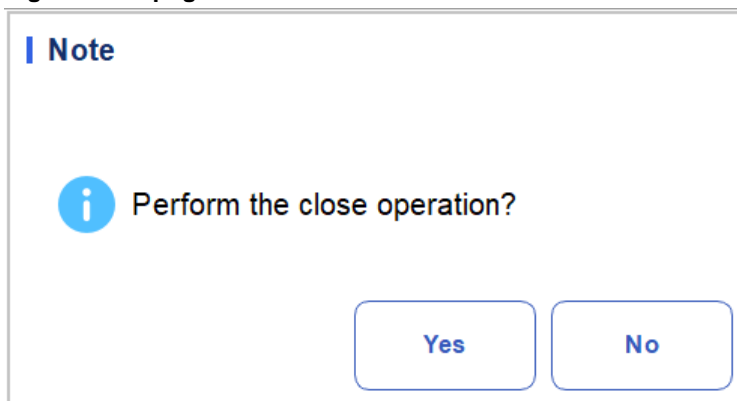 Note
Perform the close operation?
Yes
No